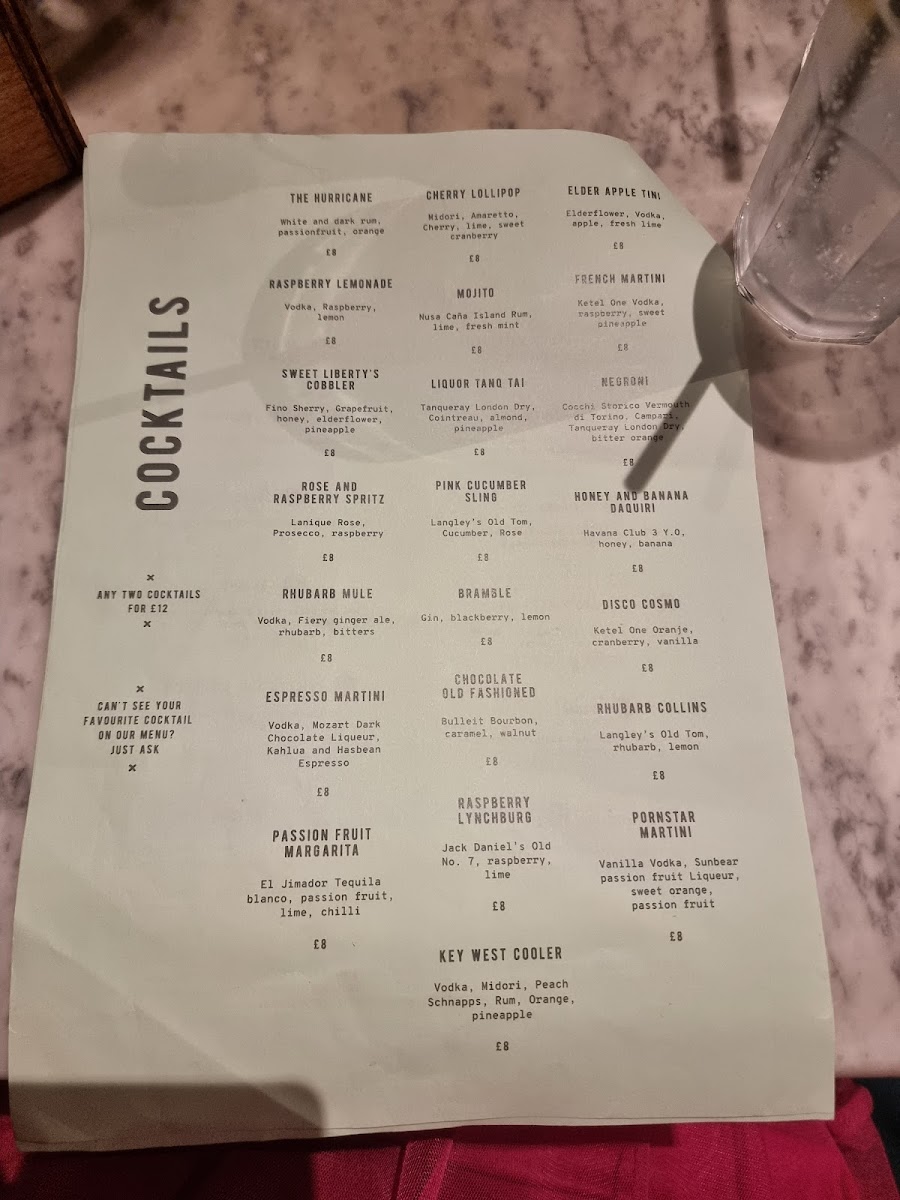 COCKTAILS
×
ANY TWO COCKTAILS
FOR £12
×
×
CAN'T SEE YOUR
FAVOURITE COCKTAIL
ON OUR MENU?
JUST ASK
×
THE HURRICANE
White and dark rum,
passionfruit, orange
£8
RASPBERRY LEMONADE
Vodka, Raspberry,
lemon
£8
SWEET LIBERTY'S
COBBLER
Fino Sherry, Grapefruit,
honey, elderflower,
pineapple
£8
ROSE AND
RASPBERRY SPRITZ
Lanique Rose,
Prosecco, raspberry
£8
RHUBARB MULE
Vodka, Fiery ginger ale,
rhubarb, bitters
£8
ESPRESSO MARTINI
Vodka, Mozart Dark
Chocolate Liqueur,
Kahlua and Hasbean
Espresso
£8
PASSION FRUIT
MARGARITA
El Jimador Tequila
blanco, passion fruit,
lime, chilli
£8
CHERRY LOLLIPOP
Midori, Amaretto,
Cherry, lime, sweet
cranberry
£8
MOJITO
Nusa Caña Island Rum,
lime, fresh mint
£8
LIQUOR TANQ TAI
Tanqueray London Dry,
Cointreau, almond,
pineapple
£8
PINK CUCUMBER
SLING
Langley's Old Tom,
Cucumber, Rose
£8
BRAMBLE
Gin, blackberry, lemon
£8
CHOCOLATE
OLD FASHIONED
Bulleit Bourbon,
caramel, walnut
£8
RASPBERRY
LYNCHBURG
Jack Daniel's Old
No. 7, raspberry,
lime
£8
KEY WEST COOLER
Vodka, Midori, Peach
Schnapps, Rum, Orange,
pineapple
£8
ELDER APPLE TINI
Elderflower, Vodka,
apple, fresh lime
£8
FRENCH MARTINI
Ketel One Vodka,
raspberry, sweet
pineapple
£8
NEGRONI
Cocchi Storico Vermouth
di Torino, Campari,
Tanqueray London Dry,
bitter orange
£8
HONEY AND BANANA
DAQUIRI
Havana Club 3 Y.O,
honey, banana
£8
DISCO COSMO
Ketel One Oranje,
cranberry, vanilla
£8
RHUBARB COLLINS
Langley's Old Tom,
rhubarb, lemon
£8
PORNSTAR
MARTINI
Vanilla Vodka, Sunbear
passion fruit Liqueur,
sweet orange,
passion fruit
£8